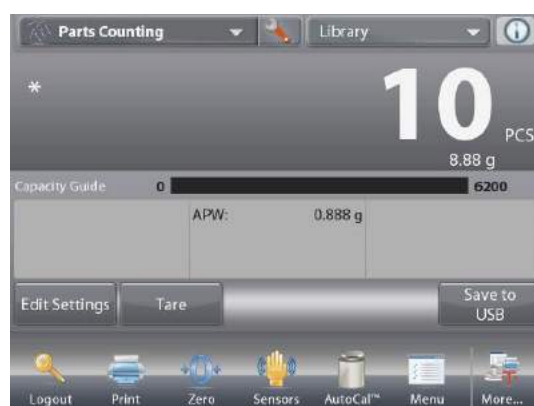 Parts Counting
Library
*
10
PCS
8.88 g
Capacity Guide 0 6200
APW: 0.888 g
Edit Settings
Tare
Save to
USB
Logout
Print
Zero
Sensors
AutoCal™
Menu
More...